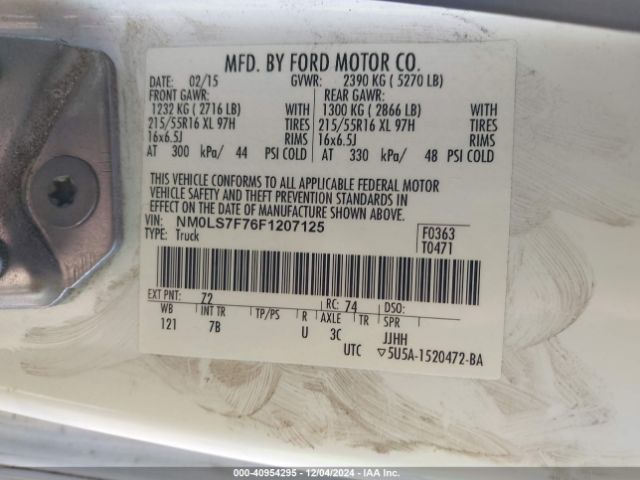 MFD. BY FORD MOTOR CO.
DATE: 02/15 GVWR: 2390 KG ( 5270 LB)
FRONT GAWR: REAR GAWR:
1232 KG ( 2716 LB) WITH 1300 KG ( 2866 LB) WITH
215/55R16 XL 97H TIRES 215/55R16 XL 97H TIRES
16x6.5J RIMS 16x6.5J RIMS
AT 300 kPa/ 44 PSI COLD AT 330 kPa/ 48 PSI COLD
THIS VEHICLE CONFORMS TO ALL APPLICABLE FEDERAL MOTOR
VEHICLE SAFETY AND THEFT PREVENTION STANDARDS IN
EFFECT ON THE DATE OF MANUFACTURE SHOWN ABOVE.
VIN: NM0LS7F76F1207125 F0363
TYPE: Truck T0471
EXT PNT: 72 RC: 74 DSO:
WB INT TR TP/PS R AXLE TR SPR
121 7B U 3C JJHH
UTC ▽5U5A-1520472-BA
000-40954295 - 12/04/2024 - IAA Inc.